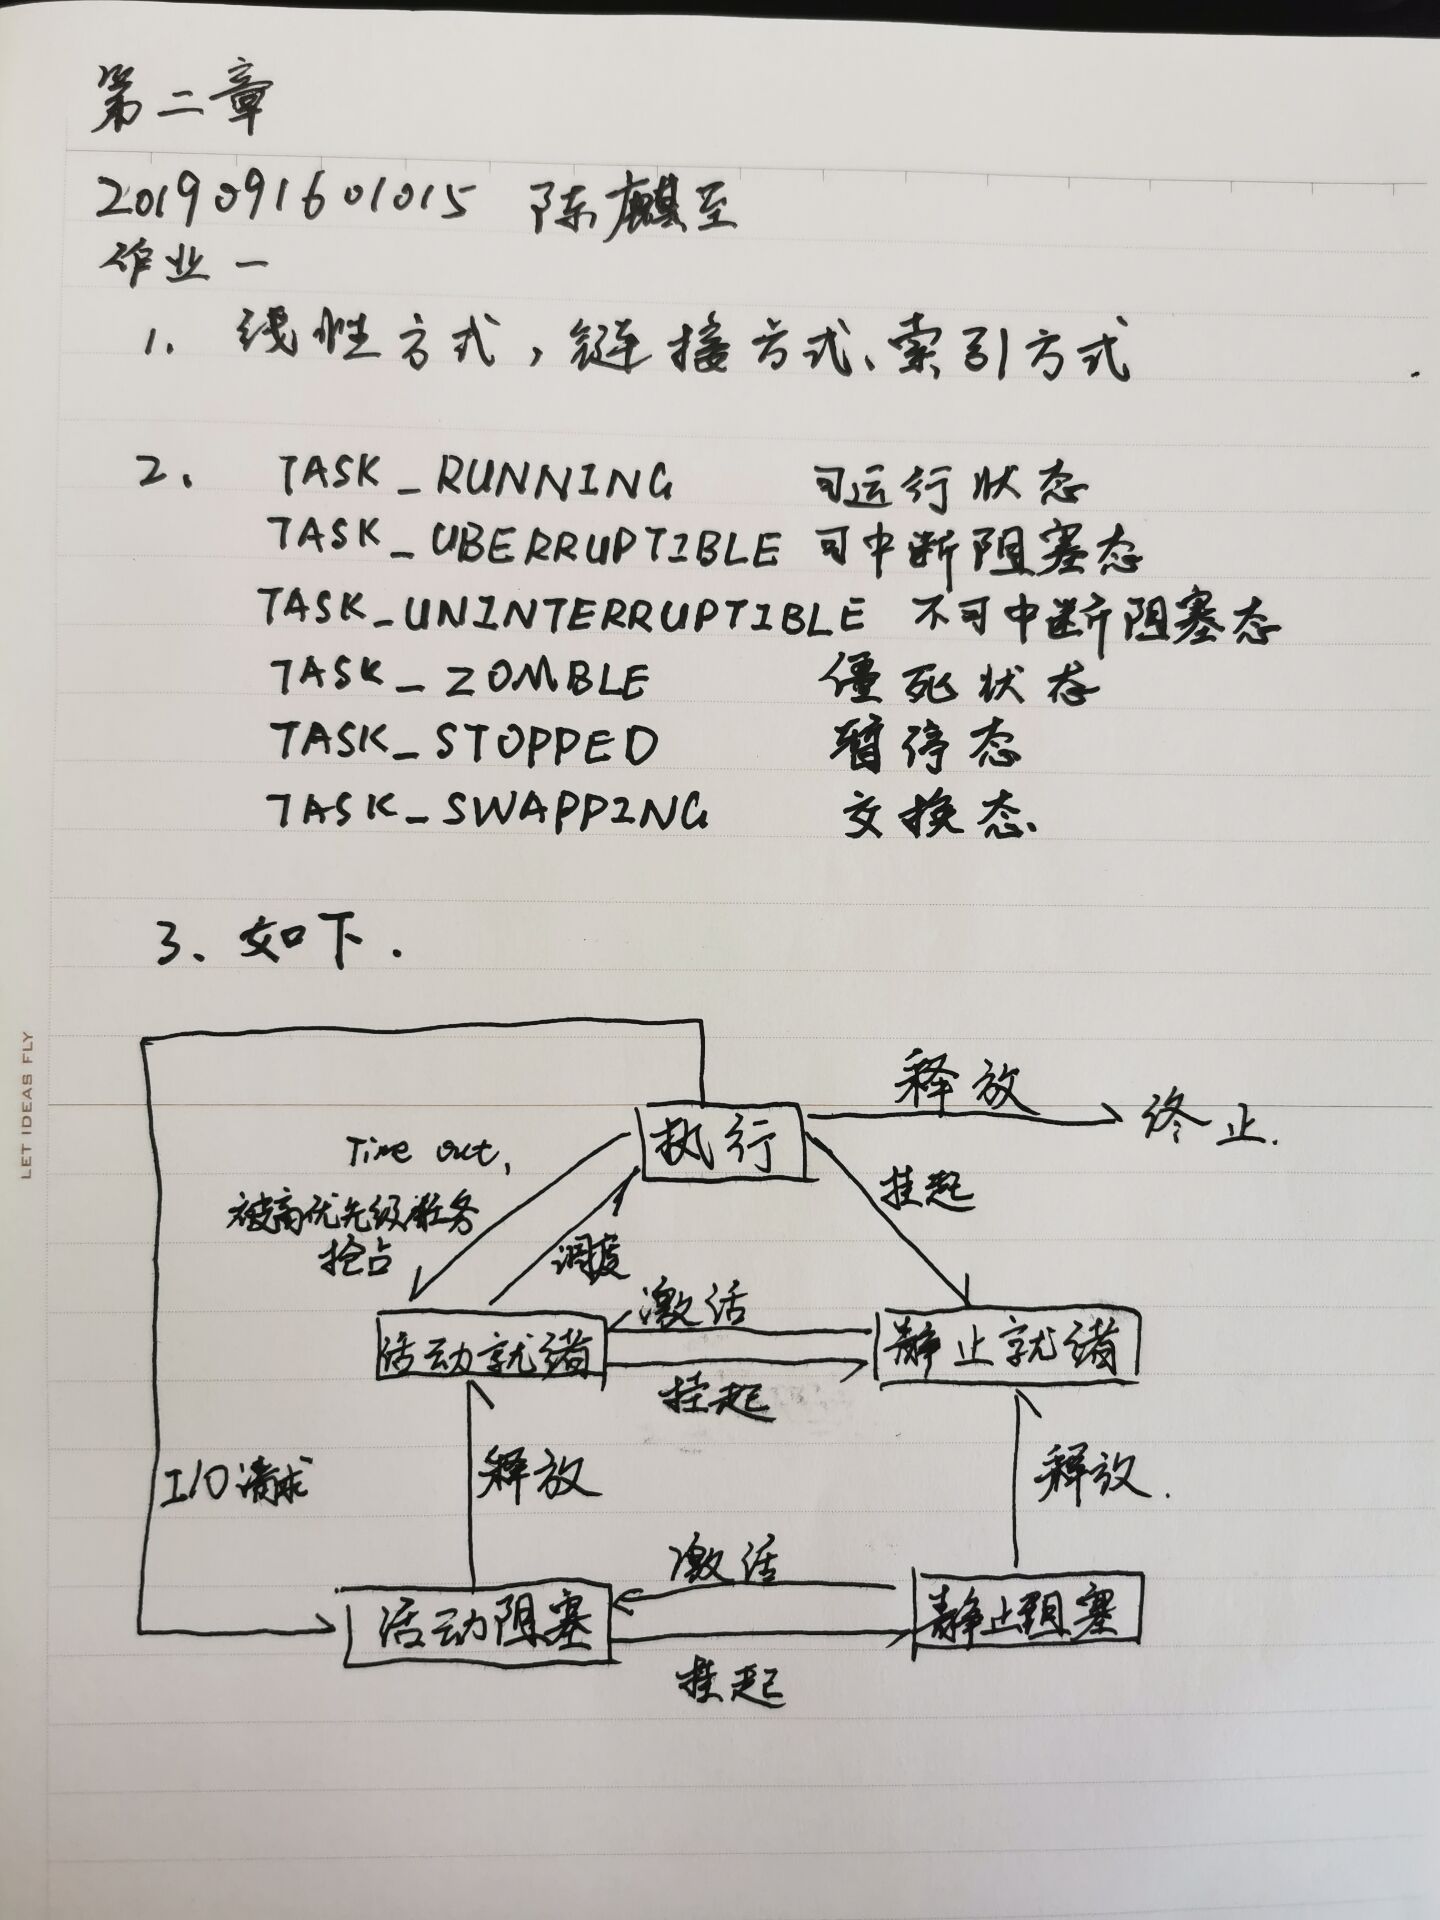 第二章
2019091601015 陈麒至
作业一
1. 线性方式，链接方式、索引方式
2. TASK_RUNNING 可运行状态
TASK_UBERRUPTIBLE 可中断阻塞态
TASK_UNINTERRUPTIBLE 不可中断阻塞态
TASK_ZOMBLE 僵死状态
TASK_STOPPED 暂停态
TASK_SWAPPING 交换态.
3、如下.
释放
执行 终止.
Time out,
被高优先级任务
抢占
挂起
调度
激活
活动就绪 静止就绪
挂起
I/O请求 释放 释放.
激活
活动阻塞 静止阻塞
挂起
LET IDEAS FLY